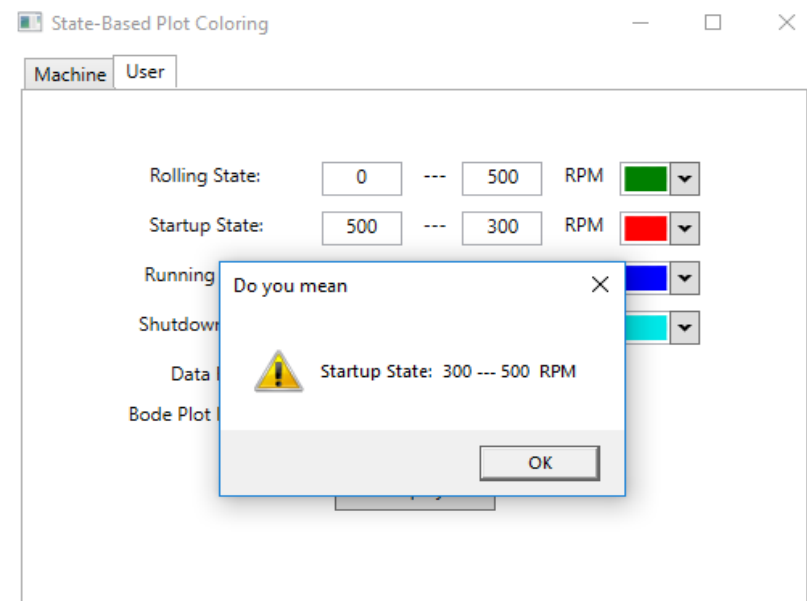 State-Based Plot Coloring
Machine User
Rolling State: 0 --- 500 RPM
Startup State: 500 --- 300 RPM
Running
Do you mean
Shutdown
Startup State: 300 --- 500 RPM
Data
Bode Plot
OK